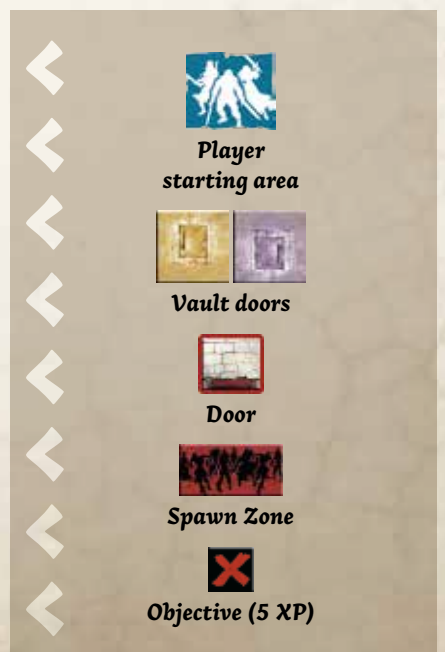 Player
starting area
Vault doors
Door
Spawn Zone
Objective (5 XP)